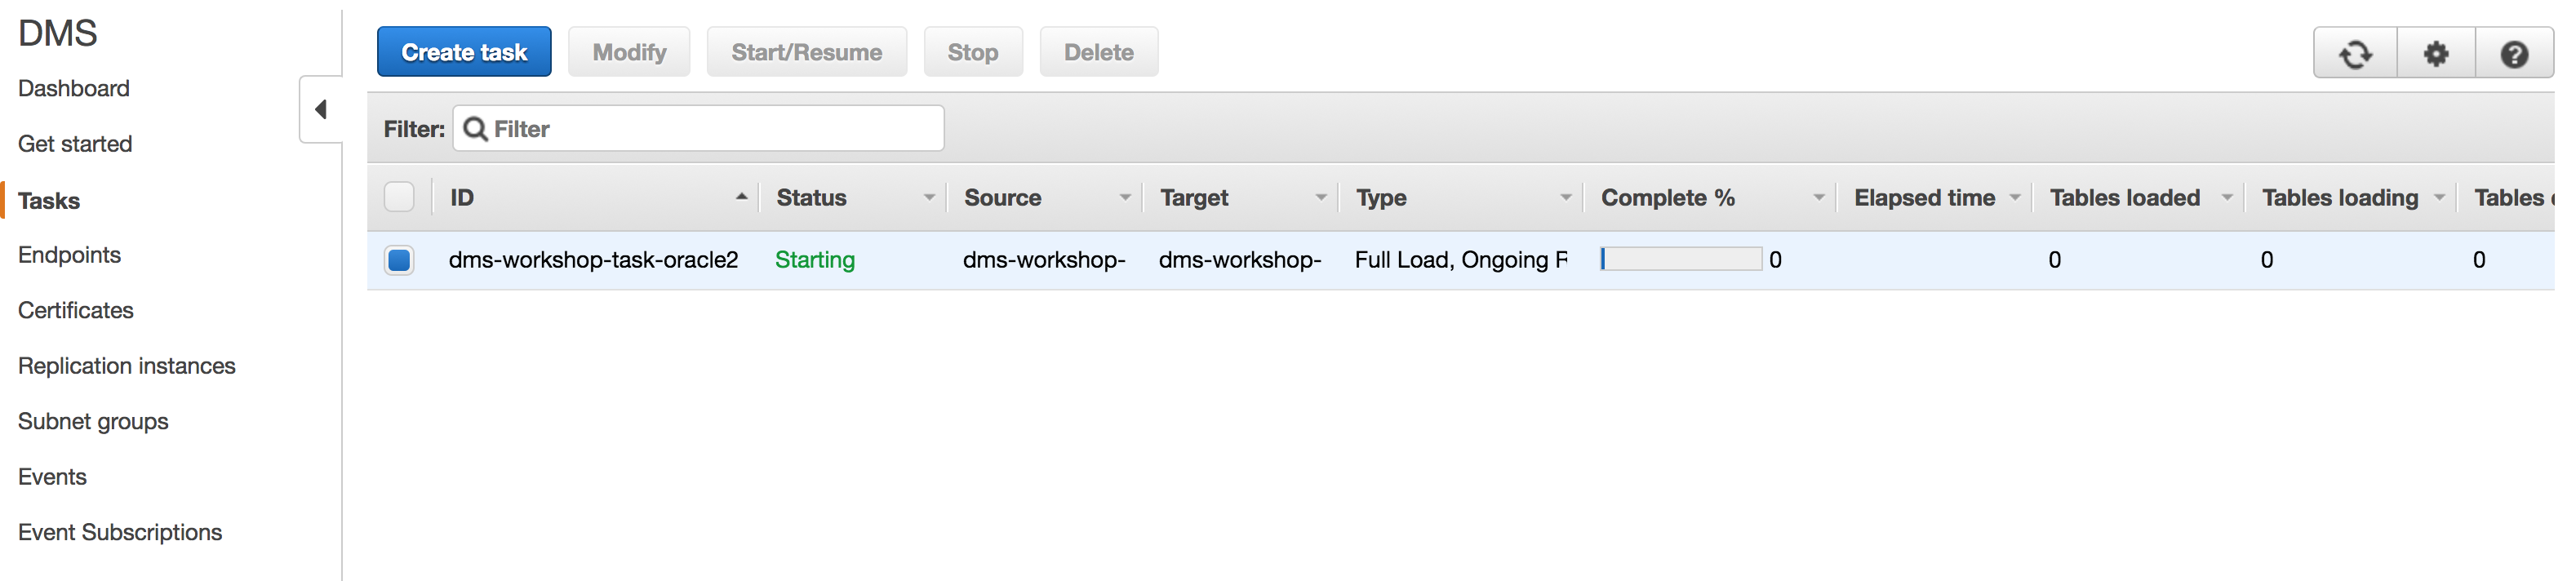 DMS
Dashboard
Get started
Tasks
Endpoints
Certificates
Replication instances
Subnet groups
Events
Event Subscriptions
Create task Modify Start/Resume Stop Delete
Filter: Filter
ID Status Source Target Type Complete % Elapsed time Tables loaded Tables loading Tables
dms-workshop-task-oracle2 Starting dms-workshop- dms-workshop- Full Load, Ongoing 0 0 0 0